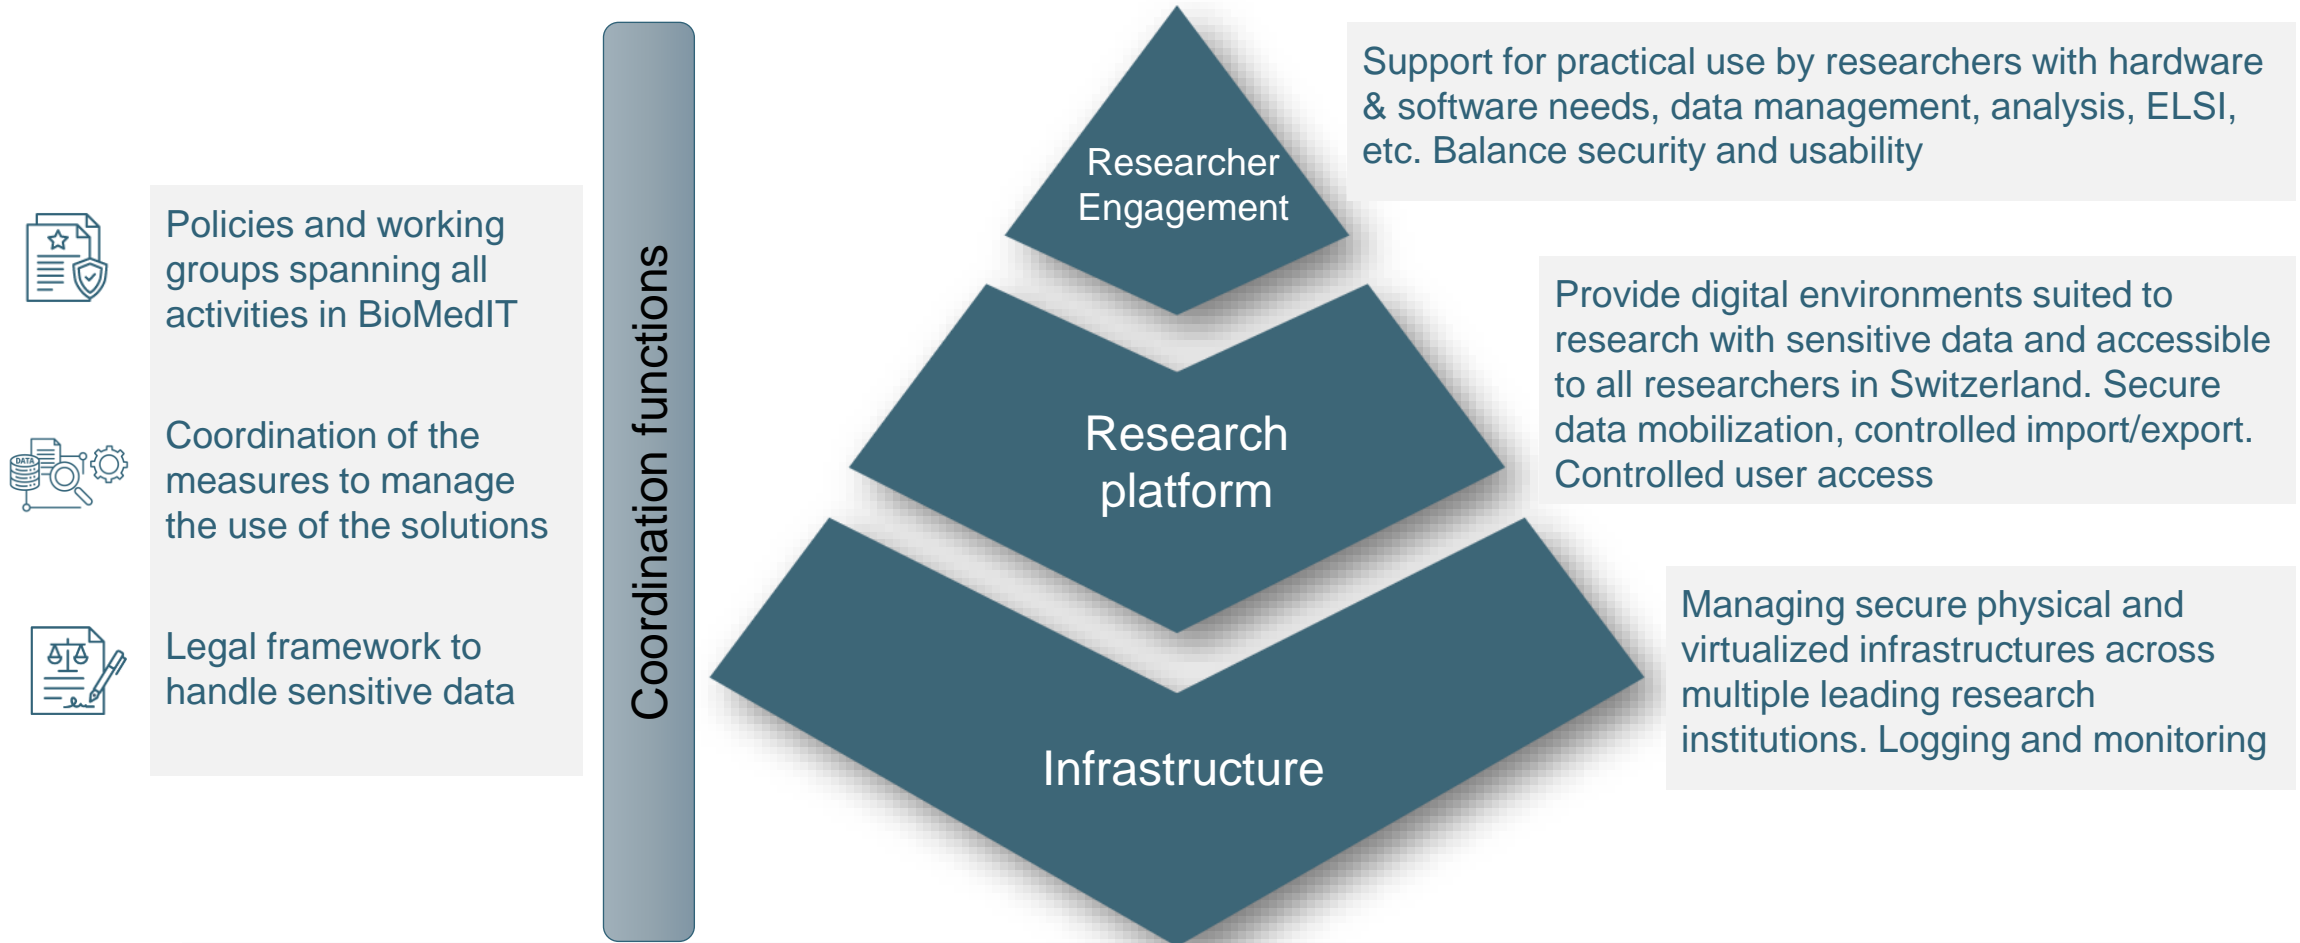 Policies and working
groups spanning all
activities in BioMedIT
DATA
Coordination of the
measures to manage
the use of the solutions
Legal framework to
handle sensitive data
Coordination functions
Researcher
Engagement
Research
platform
Infrastructure
Support for practical use by researchers with hardware
& software needs, data management, analysis, ELSI,
etc. Balance security and usability
Provide digital environments suited to
research with sensitive data and accessible
to all researchers in Switzerland. Secure
data mobilization, controlled import/export.
Controlled user access
Managing secure physical and
virtualized infrastructures across
multiple leading research
institutions. Logging and monitoring